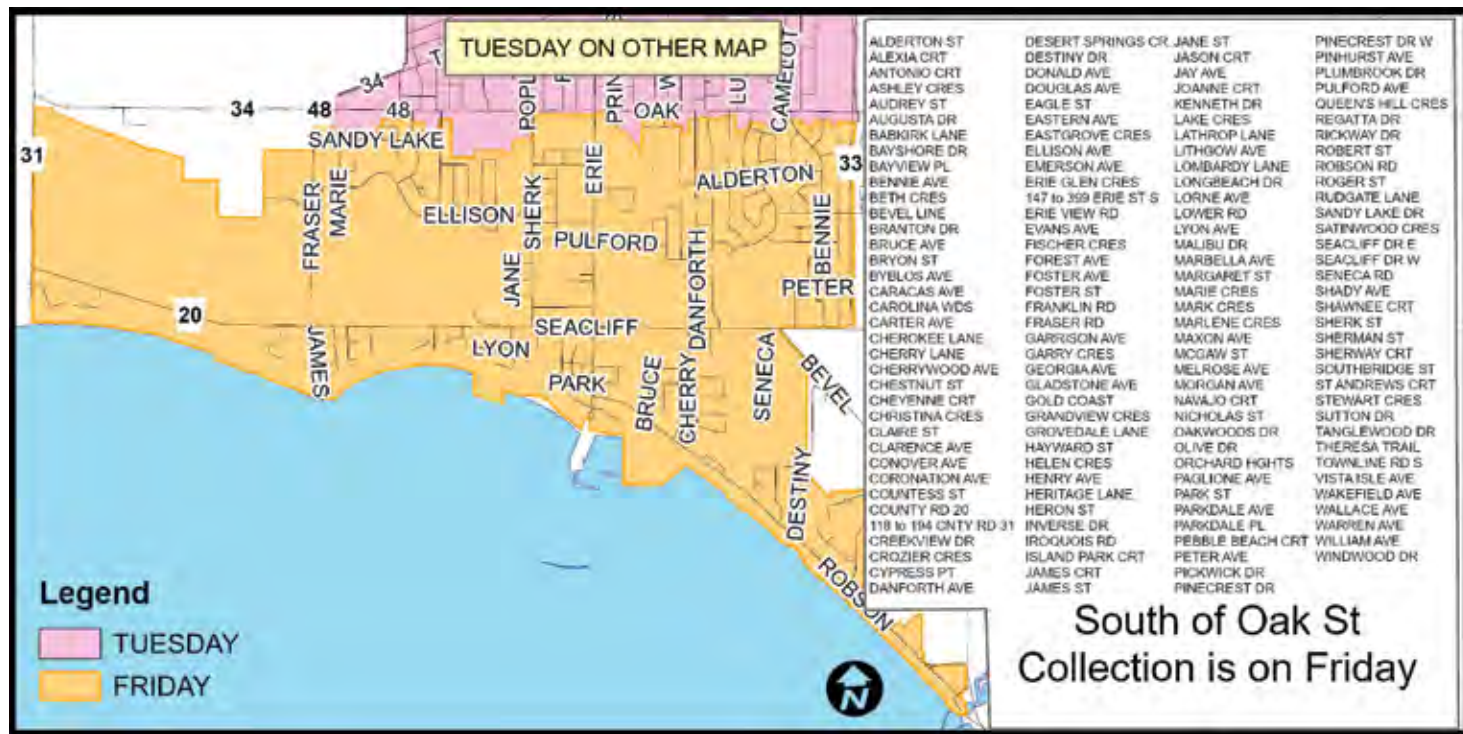 TUESDAY ON OTHER MAP
34
34 48 48
OAK
CAMELOT
SANDY LAKE
31
33
FRASER
MARIE
ELLISON
JANE
SHERK
ERIE
PULFORD
ALDERTON
DANFORTH
BENNIE
PETER
20
SEACLIFF
JAMES
LYON
PARK
BRUCE
CHERRY
SENECA
BEVEL
DESTINY
ROBSON
Legend
TUESDAY
FRIDAY
N
ALDERTON ST
ALEXIA CRT
ANTONIO CRT
ASHLEY CRES
AUDREY ST
AUGUSTA DR
BABKIRK LANE
BAYSHORE DR
BAYVIEW PL
BENNIE AVE
BETH CRES
BEVEL LINE
BRANTON DR
BRUCE AVE
BRYON ST
BYBLOS AVE
CARACAS AVE
CAROLINA WDS
CARTER AVE
CHEROKEE LANE
CHERRY LANE
CHERRYWOOD AVE
CHESTNUT ST
CHEYENNE CRT
CHRISTINA CRES
CLAIRE ST
CLARENCE AVE
CONOVER AVE
CORONATION AVE
COUNTESS ST
COUNTY RD 20
118 to 194 CNTY RD 31
CREEKVIEW DR
CROZIER CRES
CYPRESS PT
DANFORTH AVE
DESERT SPRINGS CR
DESTINY DR
DONALD AVE
DOUGLAS AVE
EAGLE ST
EASTERN AVE
EASTGROVE CRES
ELLISON AVE
EMERSON AVE
ERIE GLEN CRES
147 to 399 ERIE ST S
ERIE VIEW RD
EVANS AVE
FISCHER CRES
FOREST AVE
FOSTER AVE
FOSTER ST
FRANKLIN RD
FRASER RD
GARRISON AVE
GARRY CRES
GEORGIA AVE
GLADSTONE AVE
GOLD COAST
GRANDVIEW CRES
GROVEDALE LANE
HAYWARD ST
HELEN CRES
HENRY AVE
HERITAGE LANE
HERON ST
INVERSE DR
IROQUOIS RD
ISLAND PARK CRT
JAMES CRT
JAMES ST
JANE ST
JASON CRT
JAY AVE
JOANNE CRT
KENNETH DR
LAKE CRES
LATHROP LANE
LITHGOW AVE
LOMBARDY LANE
LONGBEACH DR
LORNE AVE
LOWER RD
LYON AVE
MALIBU DR
MARBELLA AVE
MARGARET ST
MARIE CRES
MARK CRES
MARLENE CRES
MAXON AVE
MCGAW ST
MELROSE AVE
MORGAN AVE
NAVAJO CRT
NICHOLAS ST
OAKWOODS DR
OLIVE DR
ORCHARD HGHTS
PAGLIONE AVE
PARK ST
PARKDALE AVE
PARKDALE PL
PEBBLE BEACH CRT
PETER AVE
PICKWICK DR
PINECREST DR
PINECREST DR W
PINHURST AVE
PLUMBROOK DR
PULFORD AVE
QUEEN'S HILL CRES
REGATTA DR
RICKWAY DR
ROBERT ST
ROBSON RD
ROGER ST
RUDGATE LANE
SANDY LAKE DR
SATINWOOD CRES
SEACLIFF DR E
SEACLIFF DR W
SENECA RD
SHADY AVE
SHAWNEE CRT
SHERK ST
SHERMAN ST
SHERWAY CRT
SOUTHBRIDGE ST
ST ANDREWS CRT
STEWART CRES
SUTTON DR
TANGLEWOOD DR
THERESA TRAIL
TOWNLINE RD S
VISTA ISLE AVE
WAKEFIELD AVE
WALLACE AVE
WARREN AVE
WILLIAM AVE
WINDWOOD DR
South of Oak St
Collection is on Friday